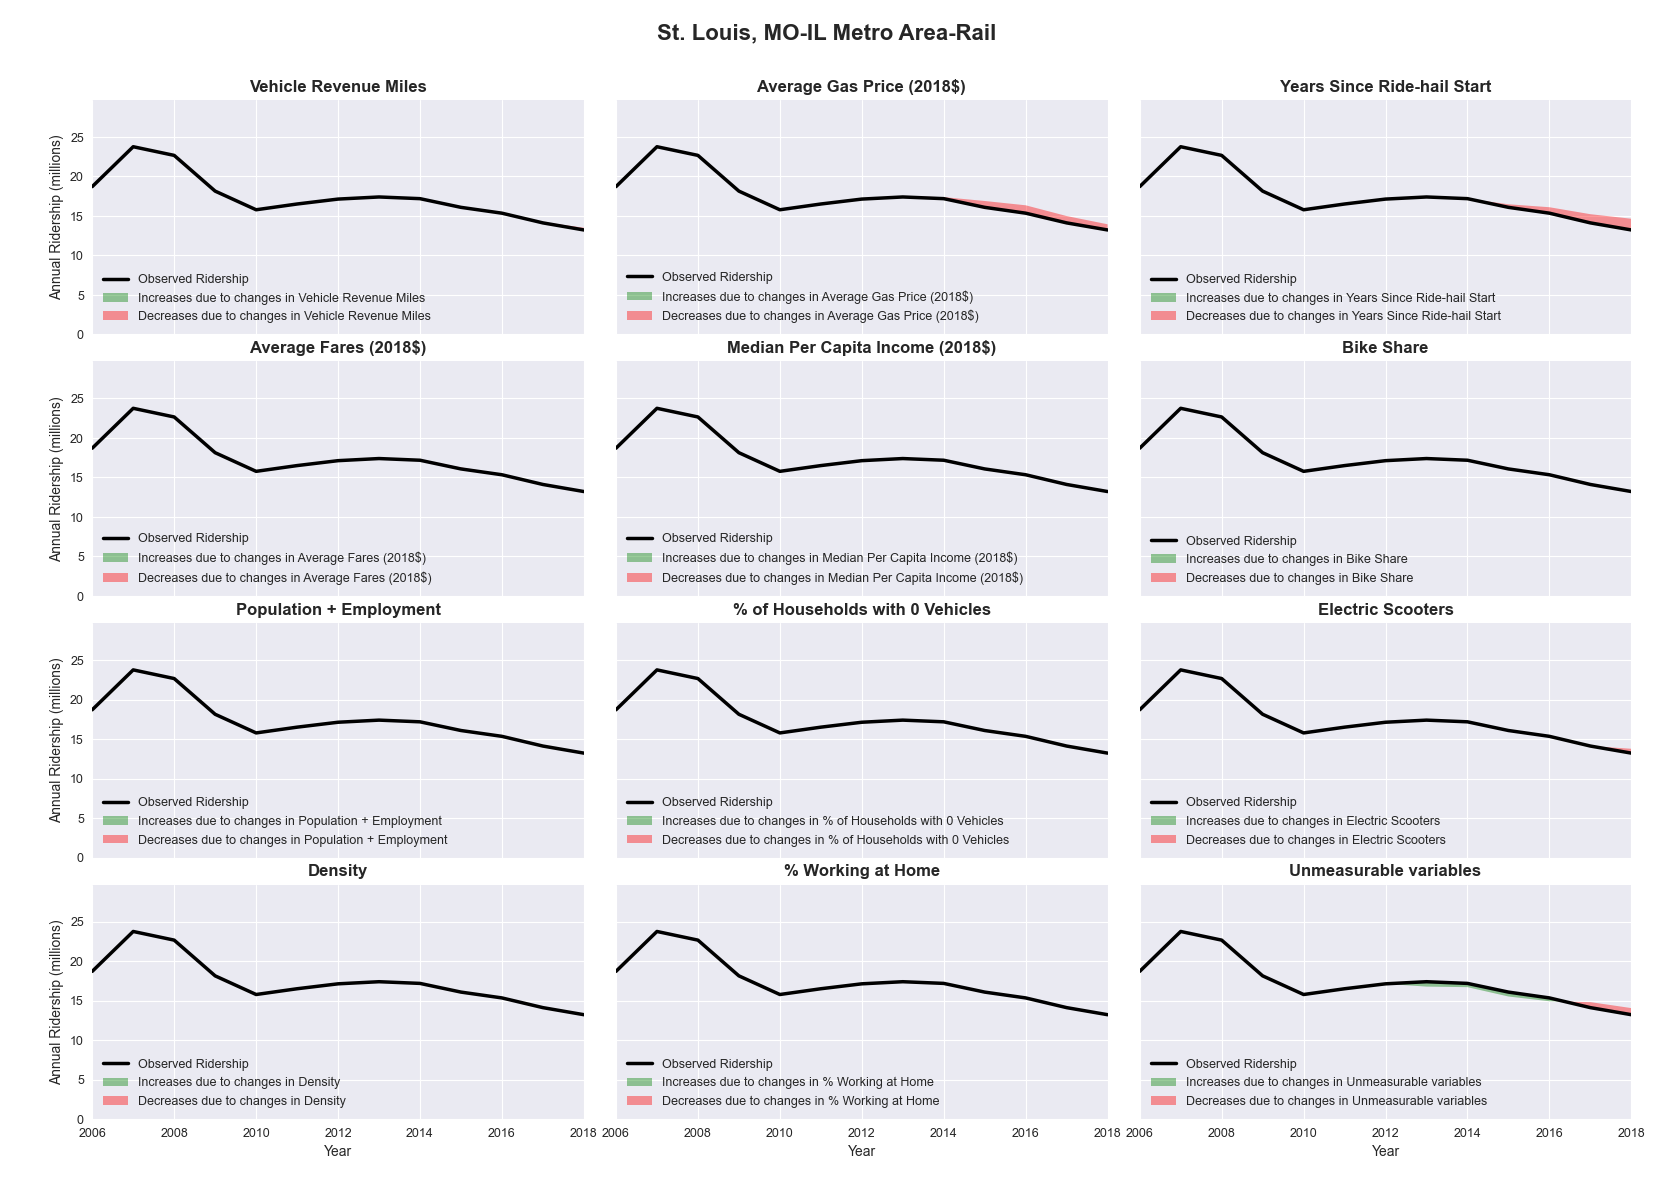 St. Louis, MO-IL Metro Area-Rail
Vehicle Revenue Miles
Average Gas Price (2018$)
Years Since Ride-hail Start
Annual Ridership (millions)
25
20
15
10
5
0
Observed Ridership
Increases due to changes in Vehicle Revenue Miles
Decreases due to changes in Vehicle Revenue Miles
Observed Ridership
Increases due to changes in Average Gas Price (2018$)
Decreases due to changes in Average Gas Price (2018$)
Observed Ridership
Increases due to changes in Years Since Ride-hail Start
Decreases due to changes in Years Since Ride-hail Start
Average Fares (2018$)
Median Per Capita Income (2018$)
Bike Share
Annual Ridership (millions)
25
20
15
10
5
0
Observed Ridership
Increases due to changes in Average Fares (2018$)
Decreases due to changes in Average Fares (2018$)
Observed Ridership
Increases due to changes in Median Per Capita Income (2018$)
Decreases due to changes in Median Per Capita Income (2018$)
Observed Ridership
Increases due to changes in Bike Share
Decreases due to changes in Bike Share
Population + Employment
% of Households with 0 Vehicles
Electric Scooters
Annual Ridership (millions)
25
20
15
10
5
0
Observed Ridership
Increases due to changes in Population + Employment
Decreases due to changes in Population + Employment
Observed Ridership
Increases due to changes in % of Households with 0 Vehicles
Decreases due to changes in % of Households with 0 Vehicles
Observed Ridership
Increases due to changes in Electric Scooters
Decreases due to changes in Electric Scooters
Density
% Working at Home
Unmeasurable variables
Annual Ridership (millions)
25
20
15
10
5
0
Observed Ridership
Increases due to changes in Density
Decreases due to changes in Density
Observed Ridership
Increases due to changes in % Working at Home
Decreases due to changes in % Working at Home
Observed Ridership
Increases due to changes in Unmeasurable variables
Decreases due to changes in Unmeasurable variables
2006 2008 2010 2012 2014 2016 2018
2006 2008 2010 2012 2014 2016 2018
2006 2008 2010 2012 2014 2016 2018
Year
Year
Year